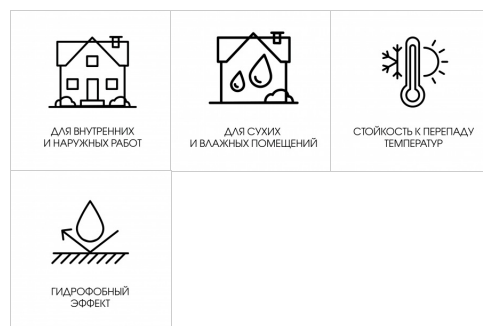 ДЛЯ ВНУТРЕННИХ
И НАРУЖНЫХ РАБОТ
ДЛЯ СУХИХ
И ВЛАЖНЫХ ПОМЕЩЕНИЙ
СТОЙКОСТЬ К ПЕРЕПАДУ
ТЕМПЕРАТУР
ГИДРОФОБНЫЙ
ЭФФЕКТ